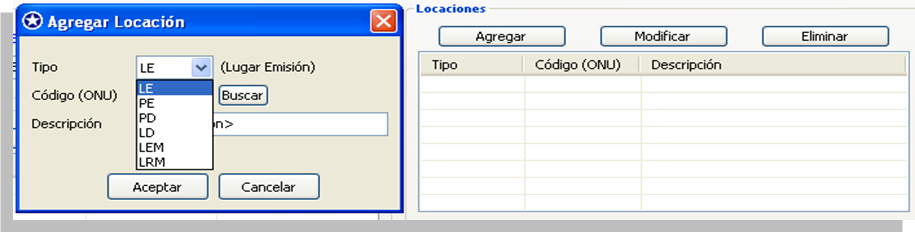 Agregar Locación
Tipo
LE
(Lugar Emisión)
LE
PE
PD
LD
LEM
LRM
Código (ONU)
Buscar
Descripción
ón>
Aceptar
Cancelar
Locaciones
Agregar
Modificar
Eliminar
Tipo
Código (ONU)
Descripción